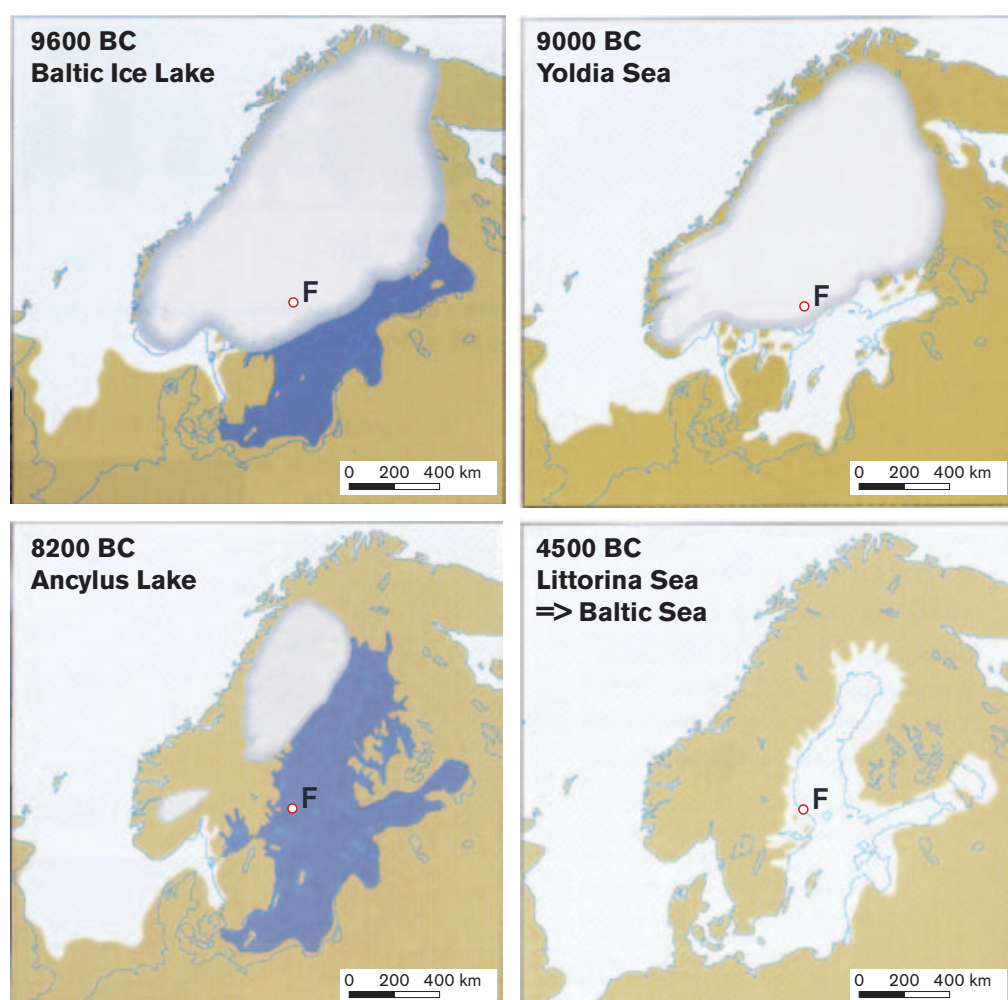 9600 BC
Baltic Ice Lake
F
0 200 400 km
9000 BC
Yoldia Sea
F
0 200 400 km
8200 BC
Ancylus Lake
F
0 200 400 km
4500 BC
Littorina Sea
=> Baltic Sea
F
0 200 400 km